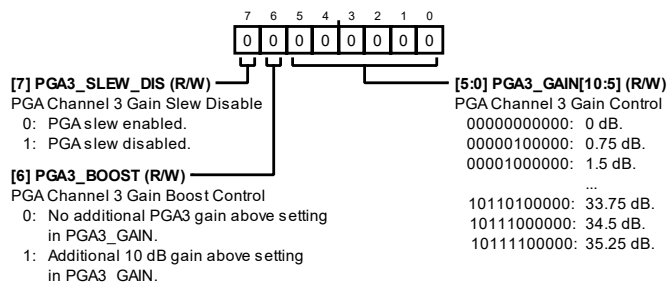 7 6 5 4 3 2 1 0
0 0 0 0 0 0 0 0
[7] PGA3_SLEW_DIS (R/W)
PGA Channel 3 Gain Slew Disable
0: PGA slew enabled.
1: PGA slew disabled.
[6] PGA3_BOOST (R/W)
PGA Channel 3 Gain Boost Control
0: No additional PGA3 gain above setting
in PGA3_GAIN.
1: Additional 10 dB gain above setting
in PGA3_GAIN.
[5:0] PGA3_GAIN[10:5] (R/W)
PGA Channel 3 Gain Control
00000000000: 0 dB.
00000100000: 0.75 dB.
00001000000: 1.5 dB.
...
10110100000: 33.75 dB.
10111000000: 34.5 dB.
10111100000: 35.25 dB.